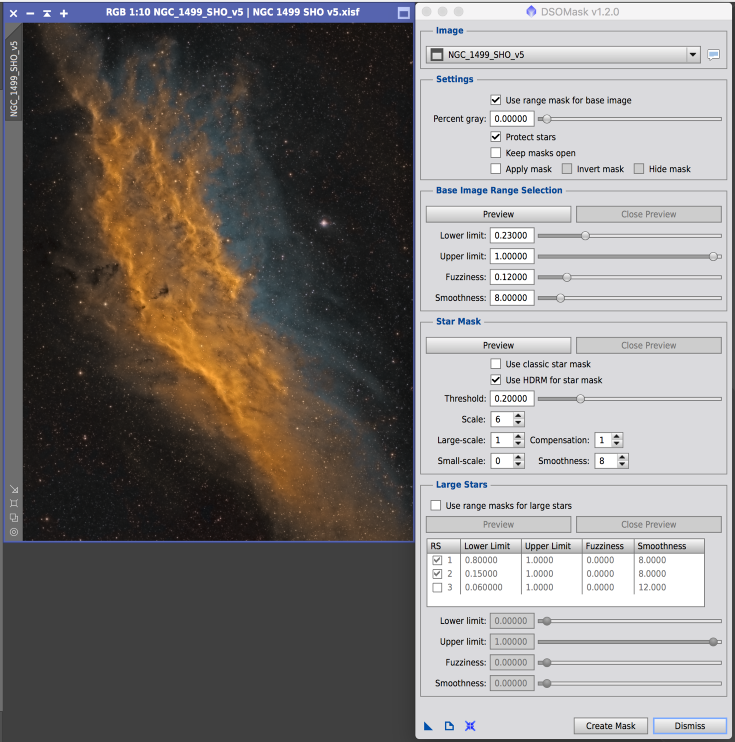 RGB 1:10 NGC_1499_SHO_v5 | NGC 1499 SHO v5.xisf
NGC_1499_SHO_v5
DSOMask v1.2.0
Image
NGC_1499_SHO_v5
Settings
Use range mask for base image
Percent gray: 0.00000
Protect stars
Keep masks open
Apply mask Invert mask Hide mask
Base Image Range Selection
Preview Close Preview
Lower limit: 0.23000
Upper limit: 1.00000
Fuzziness: 0.12000
Smoothness: 8.00000
Star Mask
Preview Close Preview
Use classic star mask
Use HDRM for star mask
Threshold: 0.20000
Scale: 6
Large-scale: 1 Compensation: 1
Small-scale: 0 Smoothness: 8
Large Stars
Use range masks for large stars
Preview Close Preview
RS Lower Limit Upper Limit Fuzziness Smoothness
1 0.80000 1.0000 0.0000 8.0000
2 0.15000 1.0000 0.0000 8.0000
3 0.060000 1.0000 0.0000 12.000
Lower limit: 0.00000
Upper limit: 1.00000
Fuzziness: 0.00000
Smoothness: 0.00000
Create Mask Dismiss